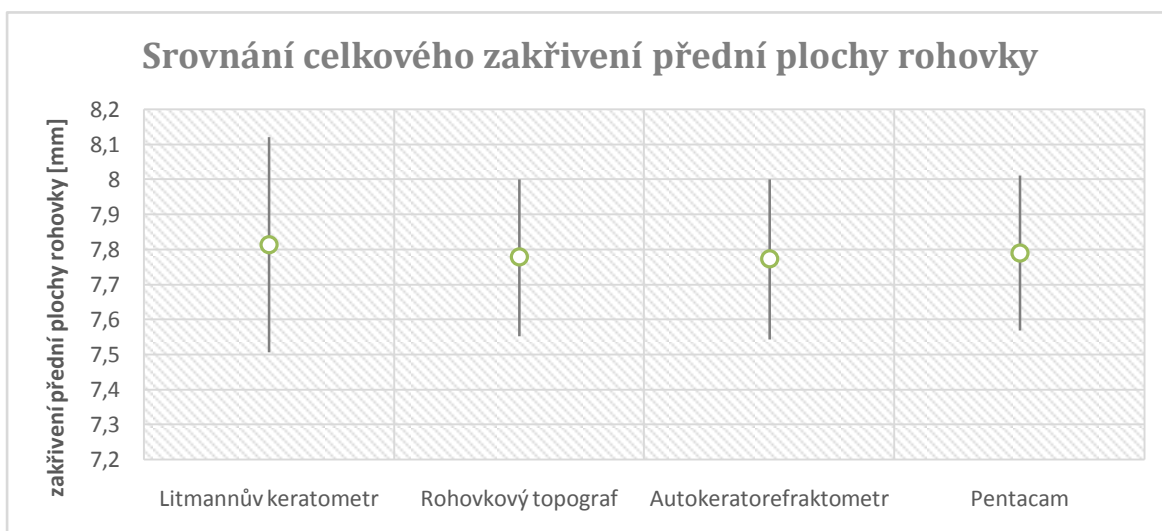 Srovnání celkového zakřivení přední plochy rohovky
zakřivení přední plochy rohovky [mm]
8,2
8,1
8
7,9
7,8
7,7
7,6
7,5
7,4
7,3
7,2
Litmannův keratometr
Rohovkový topograf
Autokeratorefraktometr
Pentacam